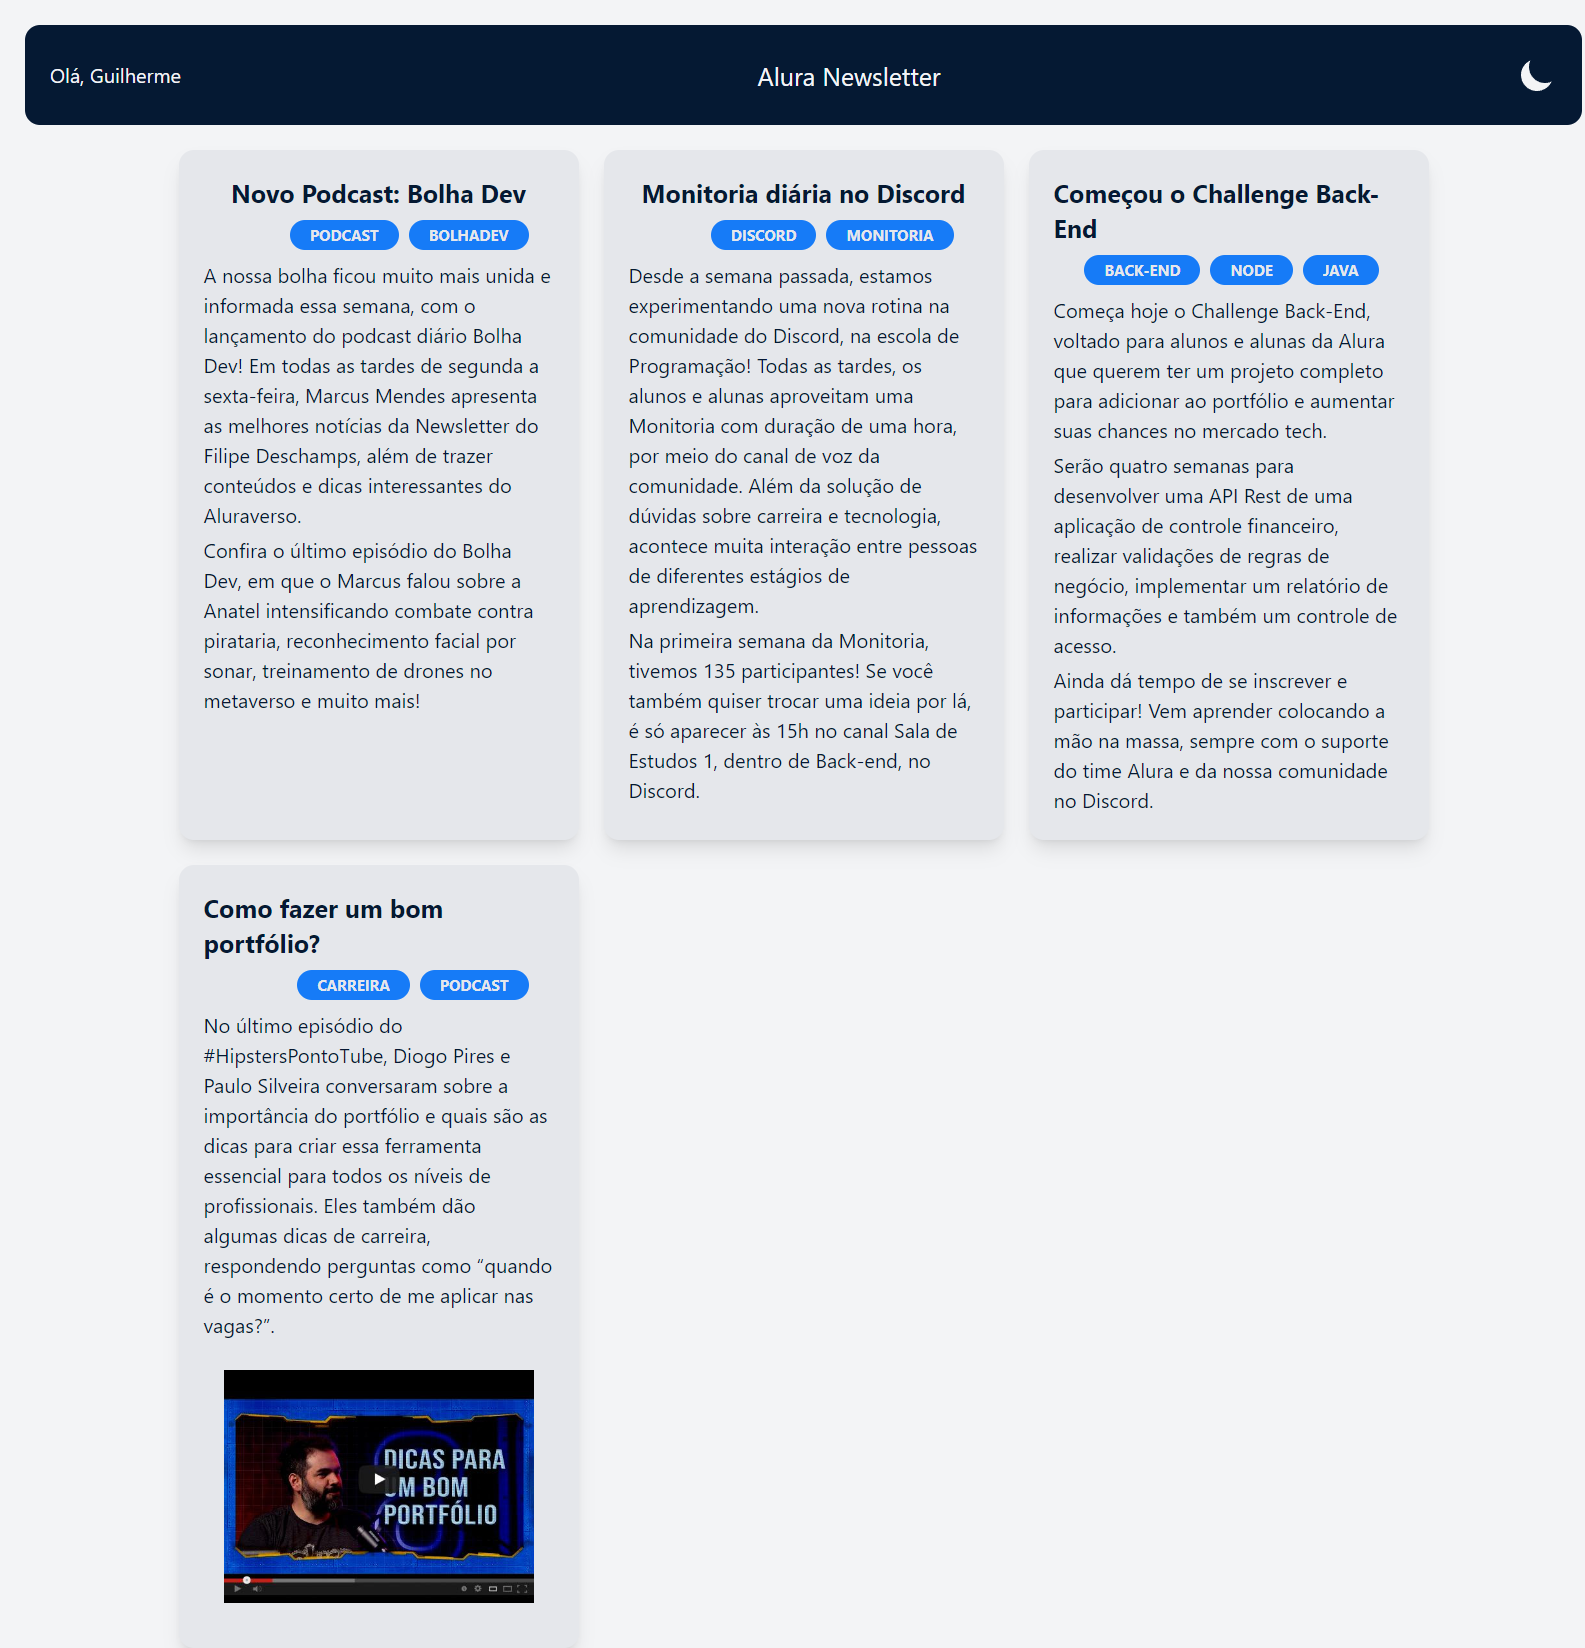 Olá, Guilherme
Alura Newsletter
Novo Podcast: Bolha Dev
PODCAST
BOLHADEV
A nossa bolha ficou muito mais unida e
informada essa semana, com o
lançamento do podcast diário Bolha
Dev! Em todas as tardes de segunda a
sexta-feira, Marcus Mendes apresenta
as melhores notícias da Newsletter do
Filipe Deschamps, além de trazer
conteúdos e dicas interessantes do
Aluraverso.
Confira o último episódio do Bolha
Dev, em que o Marcus falou sobre a
Anatel intensificando combate contra
pirataria, reconhecimento facial por
sonar, treinamento de drones no
metaverso e muito mais!
Monitoria diária no Discord
DISCORD
MONITORIA
Desde a semana passada, estamos
experimentando uma nova rotina na
comunidade do Discord, na escola de
Programação! Todas as tardes, os
alunos e alunas aproveitam uma
Monitoria com duração de uma hora,
por meio do canal de voz da
comunidade. Além da solução de
dúvidas sobre carreira e tecnologia,
acontece muita interação entre pessoas
de diferentes estágios de
aprendizagem.
Na primeira semana da Monitoria,
tivemos 135 participantes! Se você
também quiser trocar uma ideia por lá,
é só aparecer às 15h no canal Sala de
Estudos 1, dentro de Back-end, no
Discord.
Começou o Challenge Back-
End
BACK-END
NODE
JAVA
Começa hoje o Challenge Back-End,
voltado para alunos e alunas da Alura
que querem ter um projeto completo
para adicionar ao portfólio e aumentar
suas chances no mercado tech.
Serão quatro semanas para
desenvolver uma API Rest de uma
aplicação de controle financeiro,
realizar validações de regras de
negócio, implementar um relatório de
informações e também um controle de
acesso.
Ainda dá tempo de se inscrever e
participar! Vem aprender colocando a
mão na massa, sempre com o suporte
do time Alura e da nossa comunidade
no Discord.
Como fazer um bom
portfólio?
CARREIRA
PODCAST
No último episódio do
#HipstersPontoTube, Diogo Pires e
Paulo Silveira conversaram sobre a
importância do portfólio e quais são as
dicas para criar essa ferramenta
essencial para todos os níveis de
profissionais. Eles também dão
algumas dicas de carreira,
respondendo perguntas como “quando
é o momento certo de me aplicar nas
vagas?”.
DICAS PARA
UM BOM
PORTFÓLIO